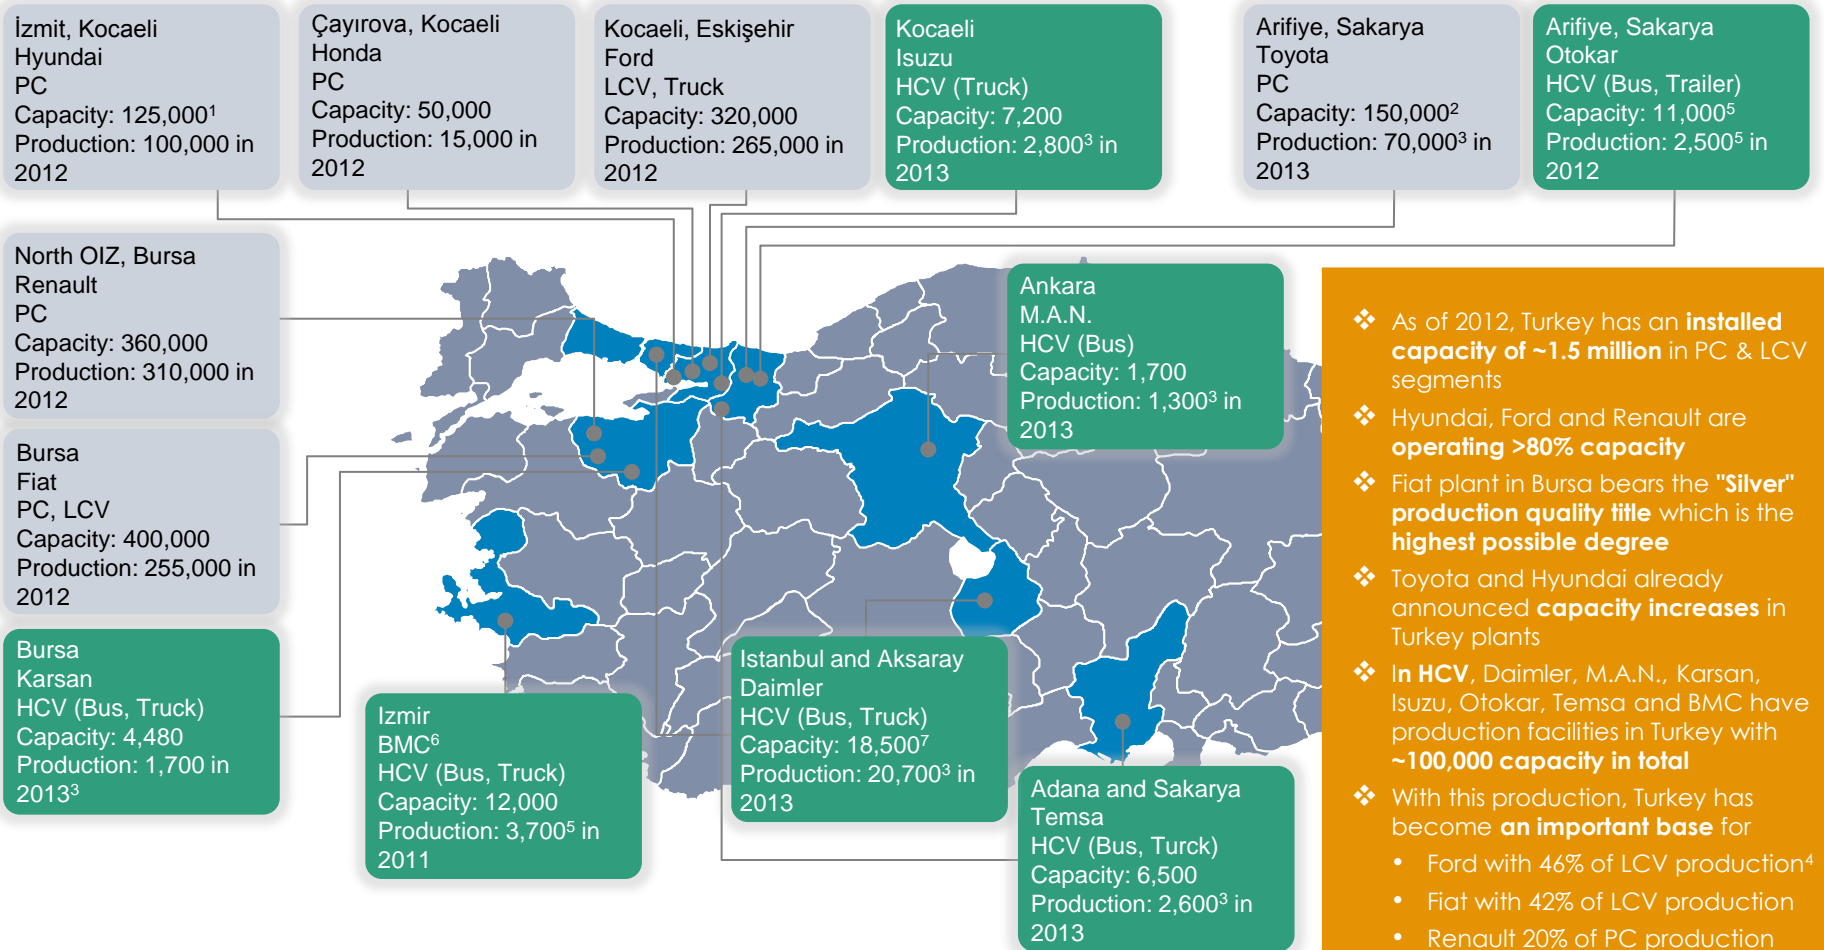 İzmit, Kocaeli
Hyundai
PC
Capacity: 125,000¹
Production: 100,000 in
2012
Çayırova, Kocaeli
Honda
PC
Capacity: 50,000
Production: 15,000 in
2012
Kocaeli, Eskişehir
Ford
LCV, Truck
Capacity: 320,000
Production: 265,000 in
2012
Kocaeli
Isuzu
HCV (Truck)
Capacity: 7,200
Production: 2,800³ in
2013
Arifiye, Sakarya
Toyota
PC
Capacity: 150,000²
Production: 70,000³ in
2013
Arifiye, Sakarya
Otokar
HCV (Bus, Trailer)
Capacity: 11,000⁵
Production: 2,500⁵ in
2012
North OIZ, Bursa
Renault
PC
Capacity: 360,000
Production: 310,000 in
2012
Bursa
Fiat
PC, LCV
Capacity: 400,000
Production: 255,000 in
2012
Bursa
Karsan
HCV (Bus, Truck)
Capacity: 4,480
Production: 1,700 in
2013³
Izmir
BMC⁶
HCV (Bus, Truck)
Capacity: 12,000
Production: 3,700⁵ in
2011
Istanbul and Aksaray
Daimler
HCV (Bus, Truck)
Capacity: 18,500⁷
Production: 20,700³ in
2013
Ankara
M.A.N.
HCV (Bus)
Capacity: 1,700
Production: 1,300³ in
2013
Adana and Sakarya
Temsa
HCV (Bus, Turck)
Capacity: 6,500
Production: 2,600³ in
2013
❖ As of 2012, Turkey has an installed
capacity of ~1.5 million in PC & LCV
segments
❖ Hyundai, Ford and Renault are
operating >80% capacity
❖ Fiat plant in Bursa bears the "Silver"
production quality title which is the
highest possible degree
❖ Toyota and Hyundai already
announced capacity increases in
Turkey plants
❖ In HCV, Daimler, M.A.N., Karsan,
Isuzu, Otokar, Temsa and BMC have
production facilities in Turkey with
~100,000 capacity in total
❖ With this production, Turkey has
become an important base for
• Ford with 46% of LCV production⁴
• Fiat with 42% of LCV production
• Renault 20% of PC production